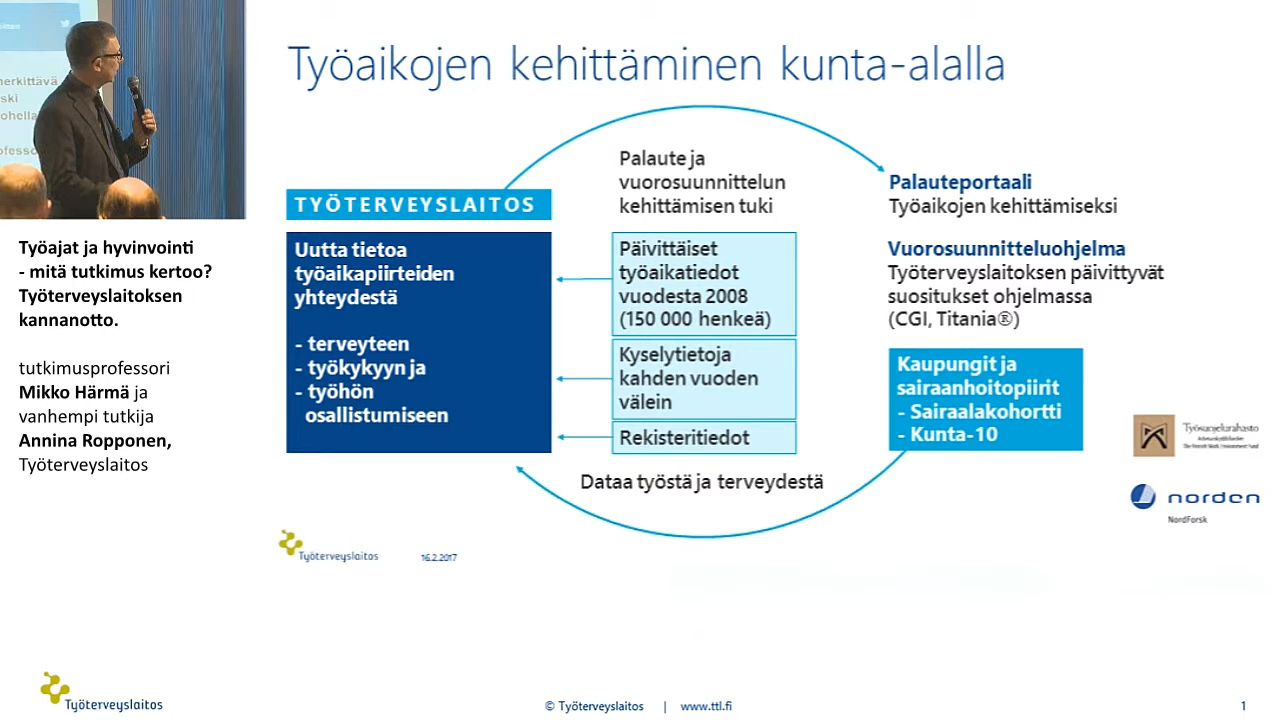 erkittävä
ski
ohella
ofesso
Työajat ja hyvinvointi
- mitä tutkimus kertoo?
Työterveyslaitoksen
kannanotto.
tutkimusprofessori
Mikko Härmä ja
vanhempi tutkija
Annina Ropponen,
Työterveyslaitos
Työaikojen kehittäminen kunta-alalla
TYÖTERVEYSLAITOS
Uutta tietoa
työaikapiirteiden
yhteydestä
- terveyteen
- työkykyyn ja
- työhön
osallistumiseen
Palaute ja
vuorosuunnittelun
kehittämisen tuki
Päivittäiset
työaikatiedot
vuodesta 2008
(150 000 henkeä)
Kyselytietoja
kahden vuoden
välein
Rekisteritiedot
Dataa työstä ja terveydestä
Palauteportaali
Työaikojen kehittämiseksi
Vuorosuunnitteluohjelma
Työterveyslaitoksen päivittyvät
suositukset ohjelmassa
(CGI, Titania®)
Kaupungit ja
sairaanhoitopiirit
- Sairaalakohortti
- Kunta-10
Työsuojelurahasto
norden
NordForsk
Työterveyslaitos
16.2.2017
Työterveyslaitos
© Työterveyslaitos | www.ttl.fi
1